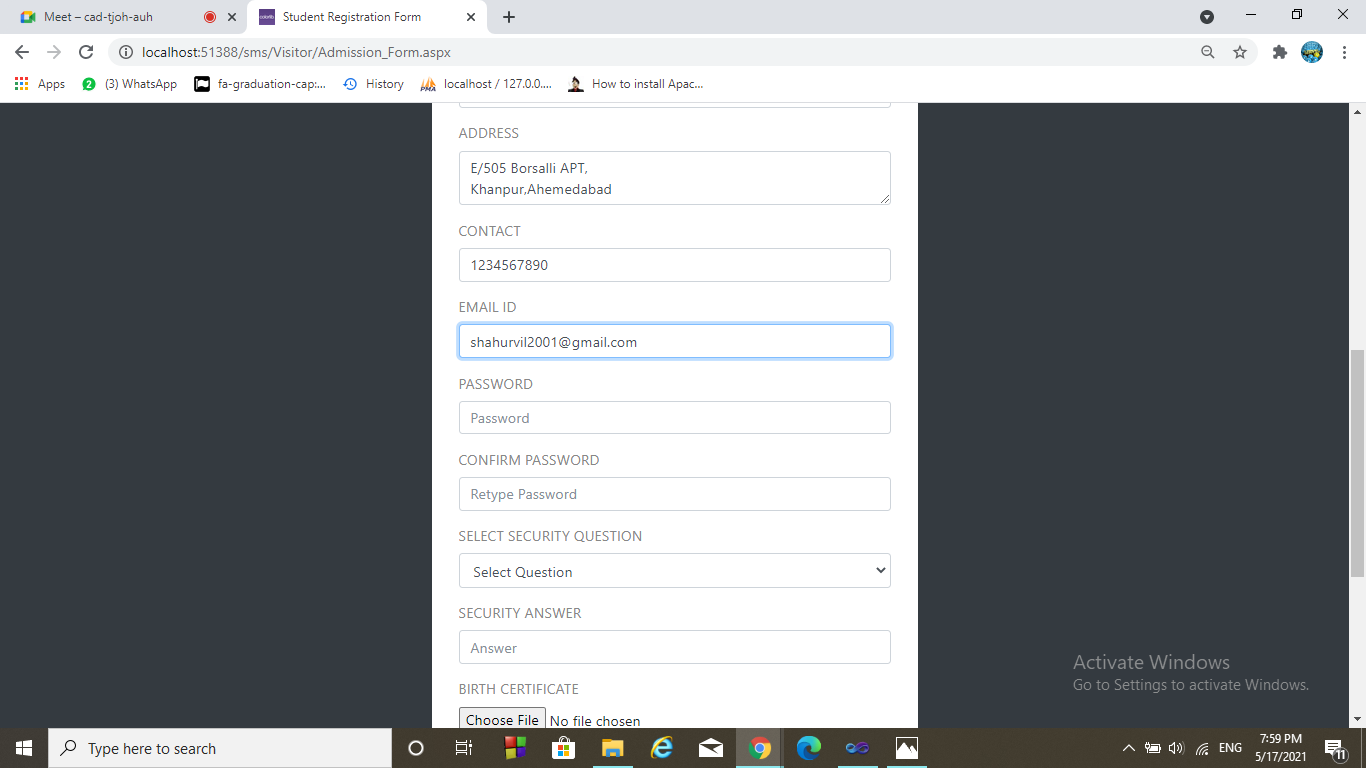 Meet – cad-tjoh-auh
Student Registration Form
localhost:51388/sms/Visitor/Admission_Form.aspx
Apps
2
(3) WhatsApp
fa-graduation-cap:...
History
PMA
localhost / 127.0.0....
How to install Apac...
ADDRESS
E/505 Borsalli APT,
Khanpur,Ahemedabad
CONTACT
1234567890
EMAIL ID
shahurvil2001@gmail.com
PASSWORD
Password
CONFIRM PASSWORD
Retype Password
SELECT SECURITY QUESTION
Select Question
SECURITY ANSWER
Answer
BIRTH CERTIFICATE
Choose File No file chosen
Activate Windows
Go to Settings to activate Windows.
Type here to search
ENG
7:59 PM
5/17/2021
11